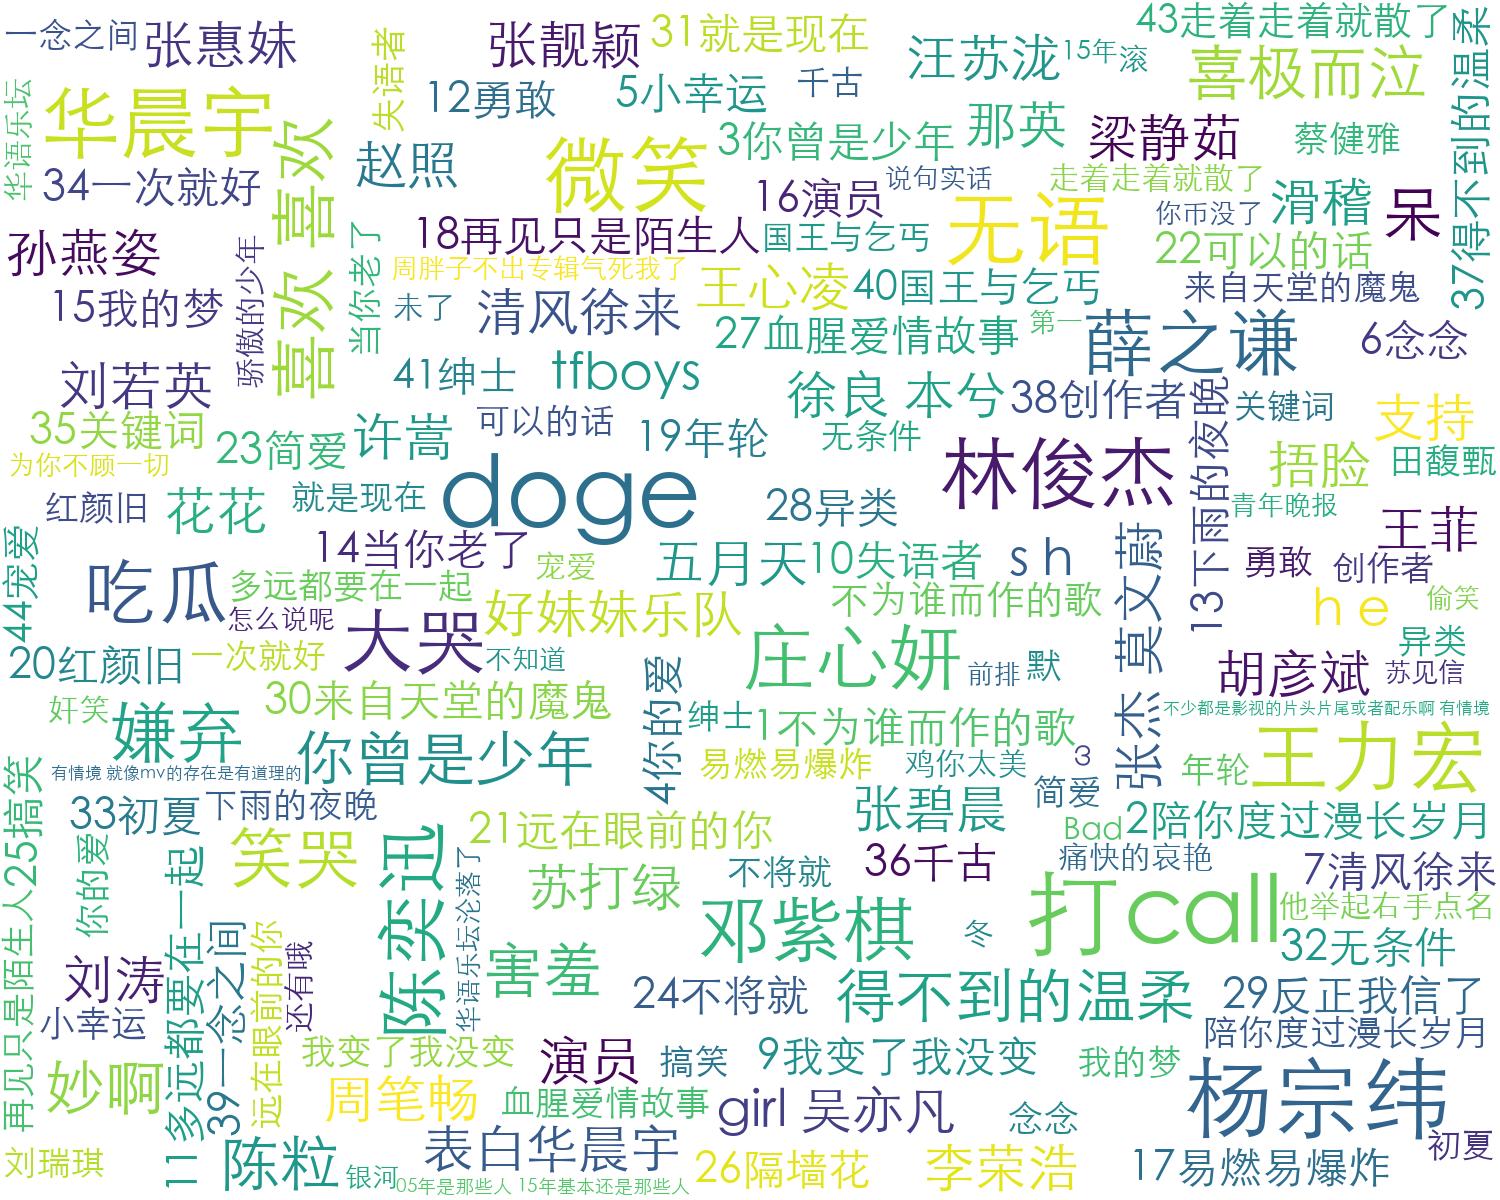 一念之间
张惠妹
失语者
张靓颖
31就是现在
汪苏泷
15年滚
43走着走着就散了
喜极而泣
37得不到的温柔
华语乐坛
华晨宇
喜欢 喜欢
12勇敢
5小幸运
千古
3你曾是少年
那英
梁静茹
蔡健雅
34一次就好
赵照
微笑
16演员
说句实话
走着走着就散了
无语
你币没了
滑稽
呆
孙燕姿
骄傲的少年
当你老了
18再见只是陌生人
国王与乞丐
22可以的话
周胖子不出专辑气死我了
王心凌
40国王与乞丐
来自天堂的魔鬼
15我的梦
未了
清风徐来
27血腥爱情故事
第一
薛之谦
6念念
刘若英
41绅士
tfboys
徐良 本兮
38创作者
13下雨的夜晚
关键词
支持
35关键词
23简爱
许嵩
可以的话
19年轮
无条件
为你不顾一切
doge
林俊杰
捂脸
田馥甄
红颜旧
花花
就是现在
28异类
青年晚报
王菲
44宠爱
14当你老了
宠爱
五月天
10失语者
s h
张杰 莫文蔚
勇敢
创作者
吃瓜
多远都要在一起
怎么说呢
大哭
好妹妹乐队
不为谁而作的歌
h e
偷笑
20红颜旧
一次就好
不知道
4你的爱
庄心妍
前排
默
胡彦斌
异类
苏见信
奸笑
嫌弃
30来自天堂的魔鬼
绅士
1不为谁而作的歌
不少都是影视的片头片尾或者配乐啊 有情境
有情境 就像mv的存在是有道理的
你曾是少年
易燃易爆炸
鸡你太美
3
简爱
年轮
王力宏
再见只是陌生人25搞笑
33初夏
下雨的夜晚
张碧晨
Bad
2陪你度过漫长岁月
你的爱
11多远都要在一起
笑哭
陈奕迅
华语乐坛沦落了
21远在眼前的你
不将就
36千古
痛快的哀艳
7清风徐来
苏打绿
邓紫棋
冬
打call
他举起右手点名
32无条件
39一念之间
远在眼前的你
还有哦
刘涛
害羞
24不将就
得不到的温柔
29反正我信了
小幸运
陪你度过漫长岁月
我变了我没变
演员
搞笑
9我变了我没变
我的梦
妙啊
周笔畅
血腥爱情故事
girl 吴亦凡
念念
杨宗纬
刘瑞琪
陈粒
银河
表白华晨宇
05年是那些人 15年基本还是那些人
26隔墙花
李荣浩
17易燃易爆炸
初夏